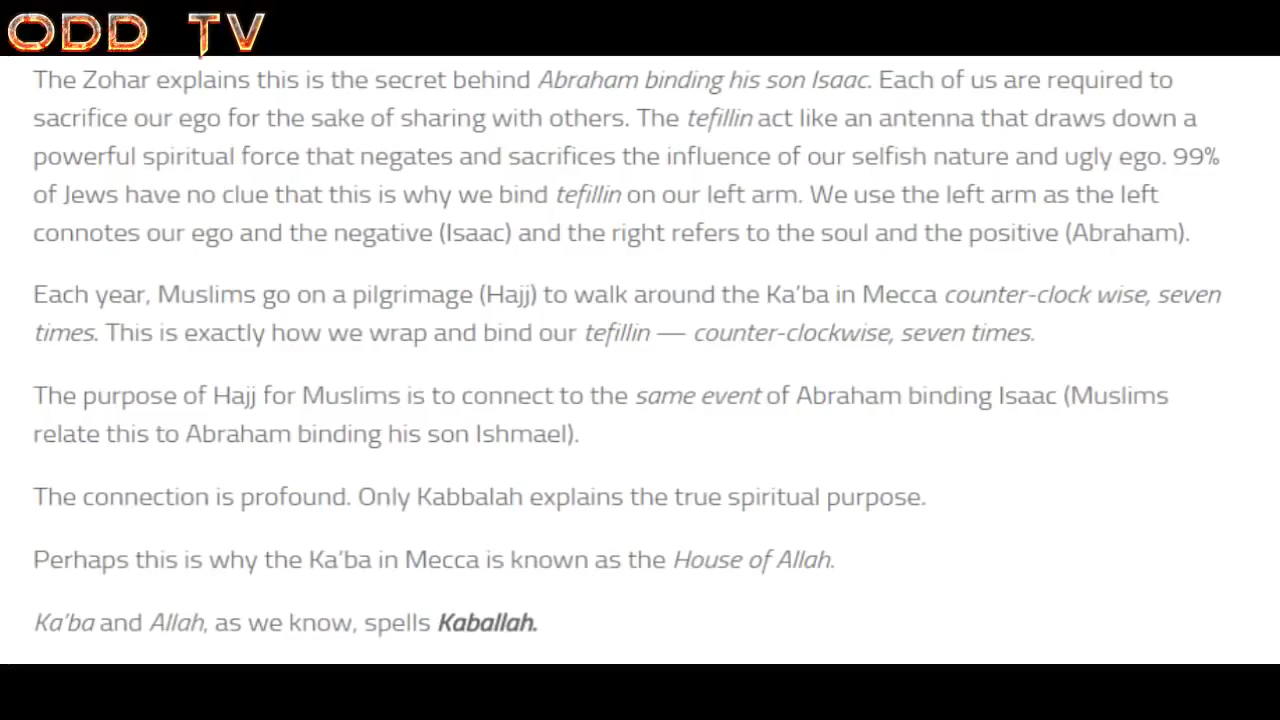 ODD TV
The Zohar explains this is the secret behind Abraham binding his son Isaac. Each of us are required to
sacrifice our ego for the sake of sharing with others. The tefillin act like an antenna that draws down a
powerful spiritual force that negates and sacrifices the influence of our selfish nature and ugly ego. 99%
of Jews have no clue that this is why we bind tefillin on our left arm. We use the left arm as the left
connotes our ego and the negative (Isaac) and the right refers to the soul and the positive (Abraham).
Each year, Muslims go on a pilgrimage (Hajj) to walk around the Ka'ba in Mecca counter-clock wise, seven
times. This is exactly how we wrap and bind our tefillin — counter-clockwise, seven times.
The purpose of Hajj for Muslims is to connect to the same event of Abraham binding Isaac (Muslims
relate this to Abraham binding his son Ishmael).
The connection is profound. Only Kabbalah explains the true spiritual purpose.
Perhaps this is why the Ka'ba in Mecca is known as the House of Allah.
Ka'ba and Allah, as we know, spells Kaballah.